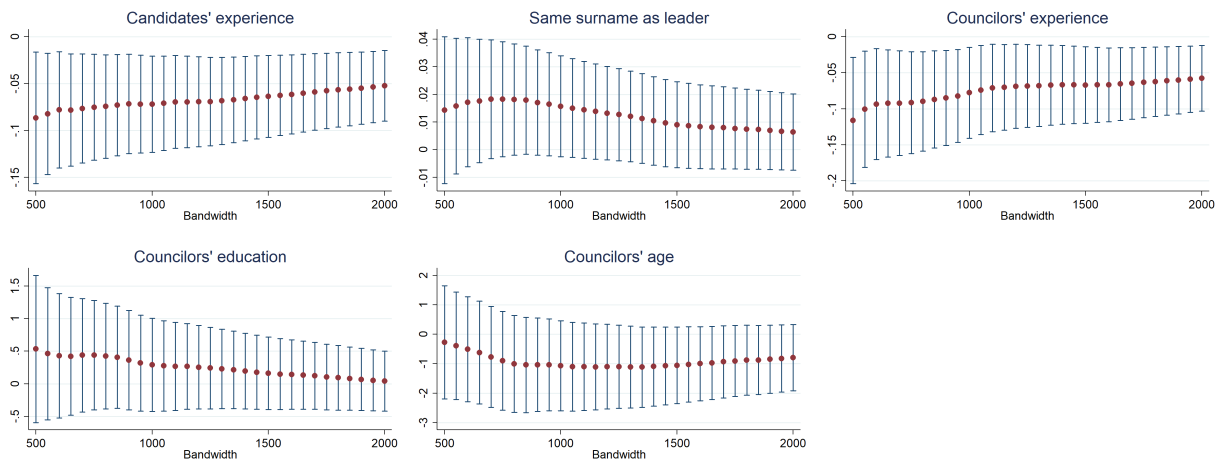 Candidates' experience
0
-.05
-.1
-.15
500 1000 1500 2000
Bandwidth
Same surname as leader
.04
.03
.02
.01
0
-.01
500 1000 1500 2000
Bandwidth
Councilors' experience
0
-.05
-.1
-.15
-.2
500 1000 1500 2000
Bandwidth
Councilors' education
1.5
1
.5
0
-.5
500 1000 1500 2000
Bandwidth
Councilors' age
2
1
0
-1
-2
-3
500 1000 1500 2000
Bandwidth